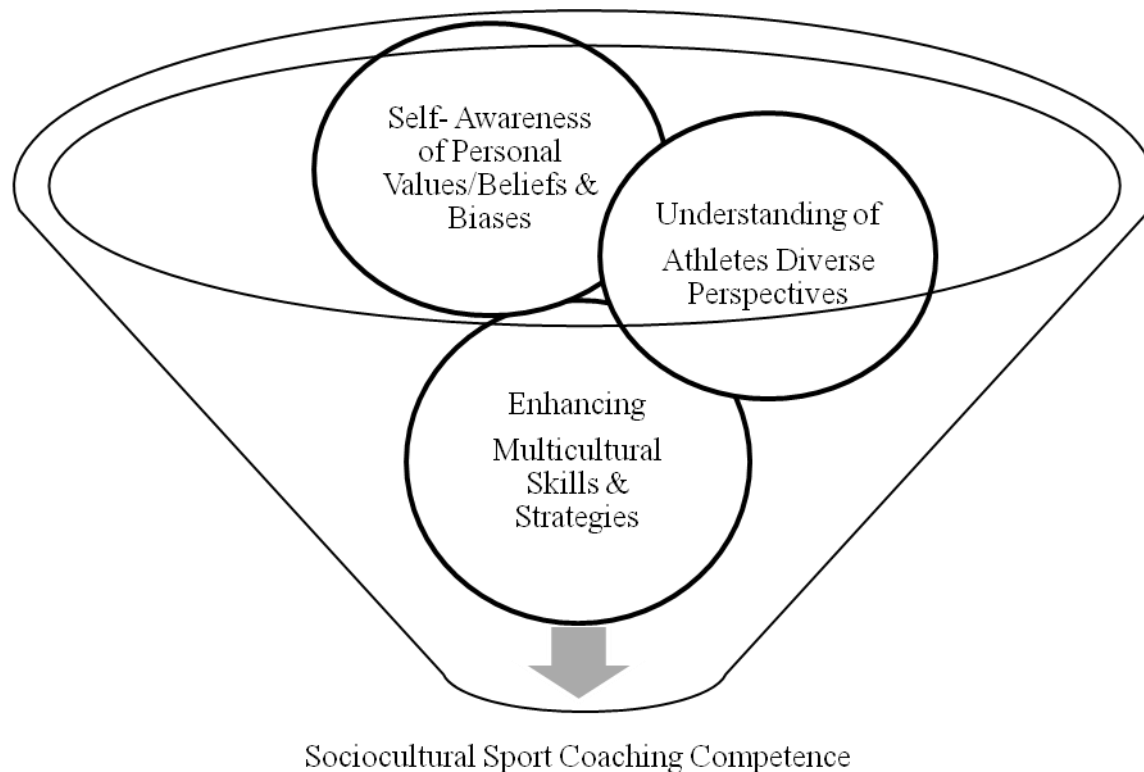 Self- Awareness
of Personal
Values/Beliefs &
Biases
Understanding of
Athletes Diverse
Perspectives
Enhancing
Multicultural
Skills &
Strategies
Sociocultural Sport Coaching Competence